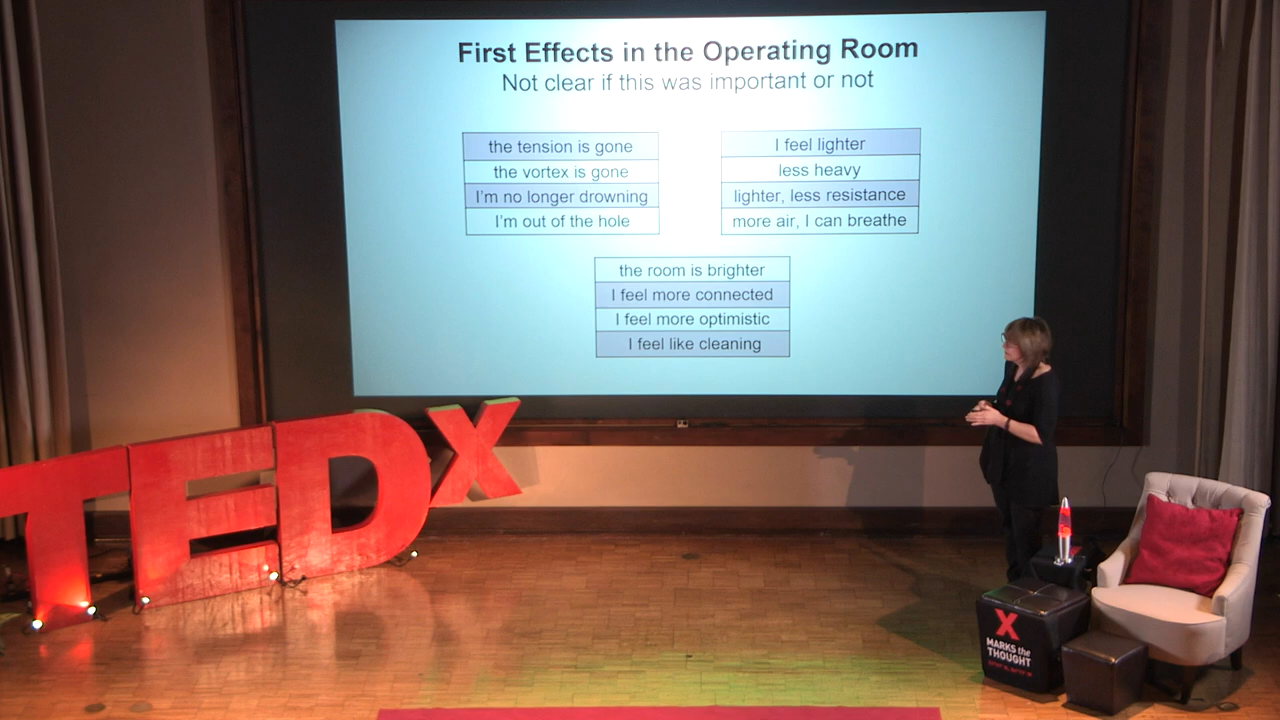 First Effects in the Operating Room
Not clear if this was important or not
the tension is gone
the vortex is gone
I'm no longer drowning
I'm out of the hole
I feel lighter
less heavy
lighter, less resistance
more air, I can breathe
the room is brighter
I feel more connected
I feel more optimistic
I feel like cleaning
TEDX
X
MARKS the
THOUGHT